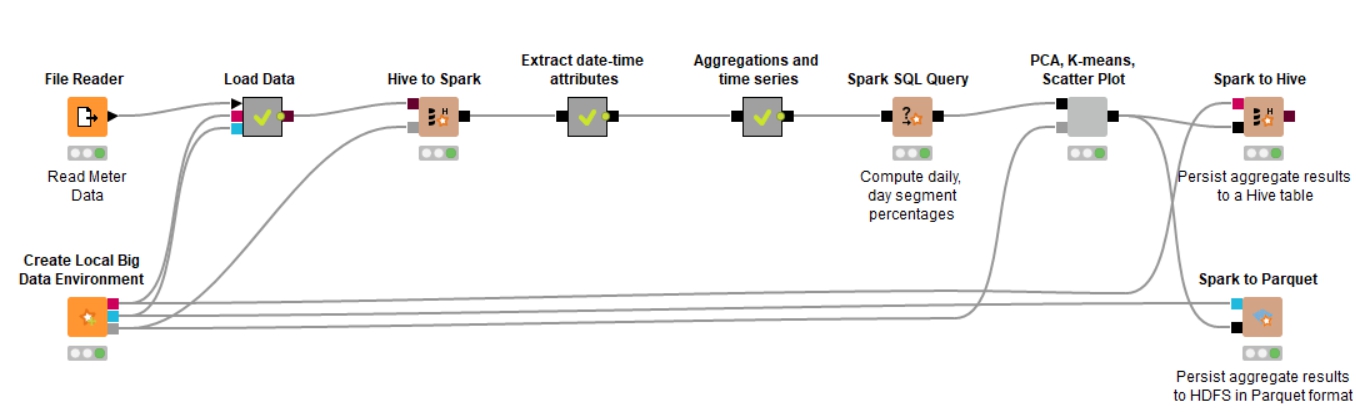 File Reader
Load Data
Hive to Spark
Extract date-time
attributes
Aggregations and
time series
Spark SQL Query
PCA, K-means,
Scatter Plot
Spark to Hive
H
?
H
Read Meter
Data
Compute daily,
day segment
percentages
Persist aggregate results
to a Hive table
Create Local Big
Data Environment
Spark to Parquet
Persist aggregate results
to HDFS in Parquet format